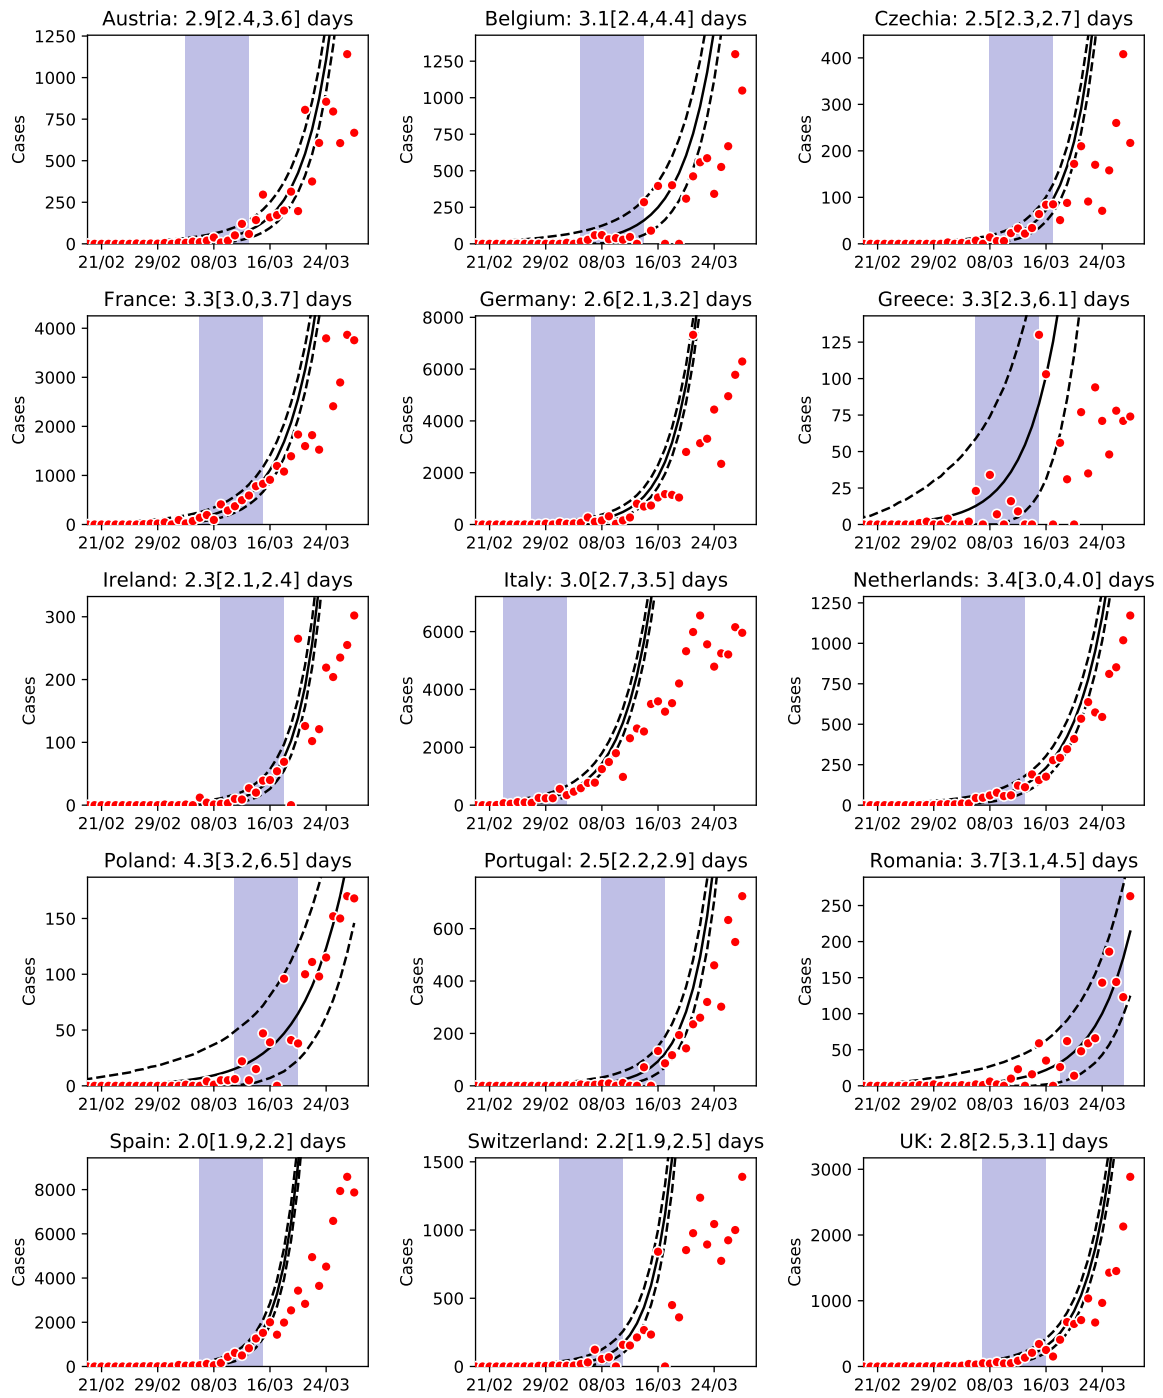 Austria: 2.9[2.4,3.6] days
Belgium: 3.1[2.4,4.4] days
Czechia: 2.5[2.3,2.7] days
1250
1000
750
500
250
0
Cases
21/02 29/02 08/03 16/03 24/03
1250
1000
750
500
250
0
Cases
21/02 29/02 08/03 16/03 24/03
400
300
200
100
0
Cases
21/02 29/02 08/03 16/03 24/03
France: 3.3[3.0,3.7] days
Germany: 2.6[2.1,3.2] days
Greece: 3.3[2.3,6.1] days
4000
3000
2000
1000
0
Cases
21/02 29/02 08/03 16/03 24/03
8000
6000
4000
2000
0
Cases
21/02 29/02 08/03 16/03 24/03
125
100
75
50
25
0
Cases
21/02 29/02 08/03 16/03 24/03
Ireland: 2.3[2.1,2.4] days
Italy: 3.0[2.7,3.5] days
Netherlands: 3.4[3.0,4.0] days
300
200
100
0
Cases
21/02 29/02 08/03 16/03 24/03
6000
4000
2000
0
Cases
21/02 29/02 08/03 16/03 24/03
1250
1000
750
500
250
0
Cases
21/02 29/02 08/03 16/03 24/03
Poland: 4.3[3.2,6.5] days
Portugal: 2.5[2.2,2.9] days
Romania: 3.7[3.1,4.5] days
150
100
50
0
Cases
21/02 29/02 08/03 16/03 24/03
600
400
200
0
Cases
21/02 29/02 08/03 16/03 24/03
250
200
150
100
50
0
Cases
21/02 29/02 08/03 16/03 24/03
Spain: 2.0[1.9,2.2] days
Switzerland: 2.2[1.9,2.5] days
UK: 2.8[2.5,3.1] days
8000
6000
4000
2000
0
Cases
21/02 29/02 08/03 16/03 24/03
1500
1000
500
0
Cases
21/02 29/02 08/03 16/03 24/03
3000
2000
1000
0
Cases
21/02 29/02 08/03 16/03 24/03